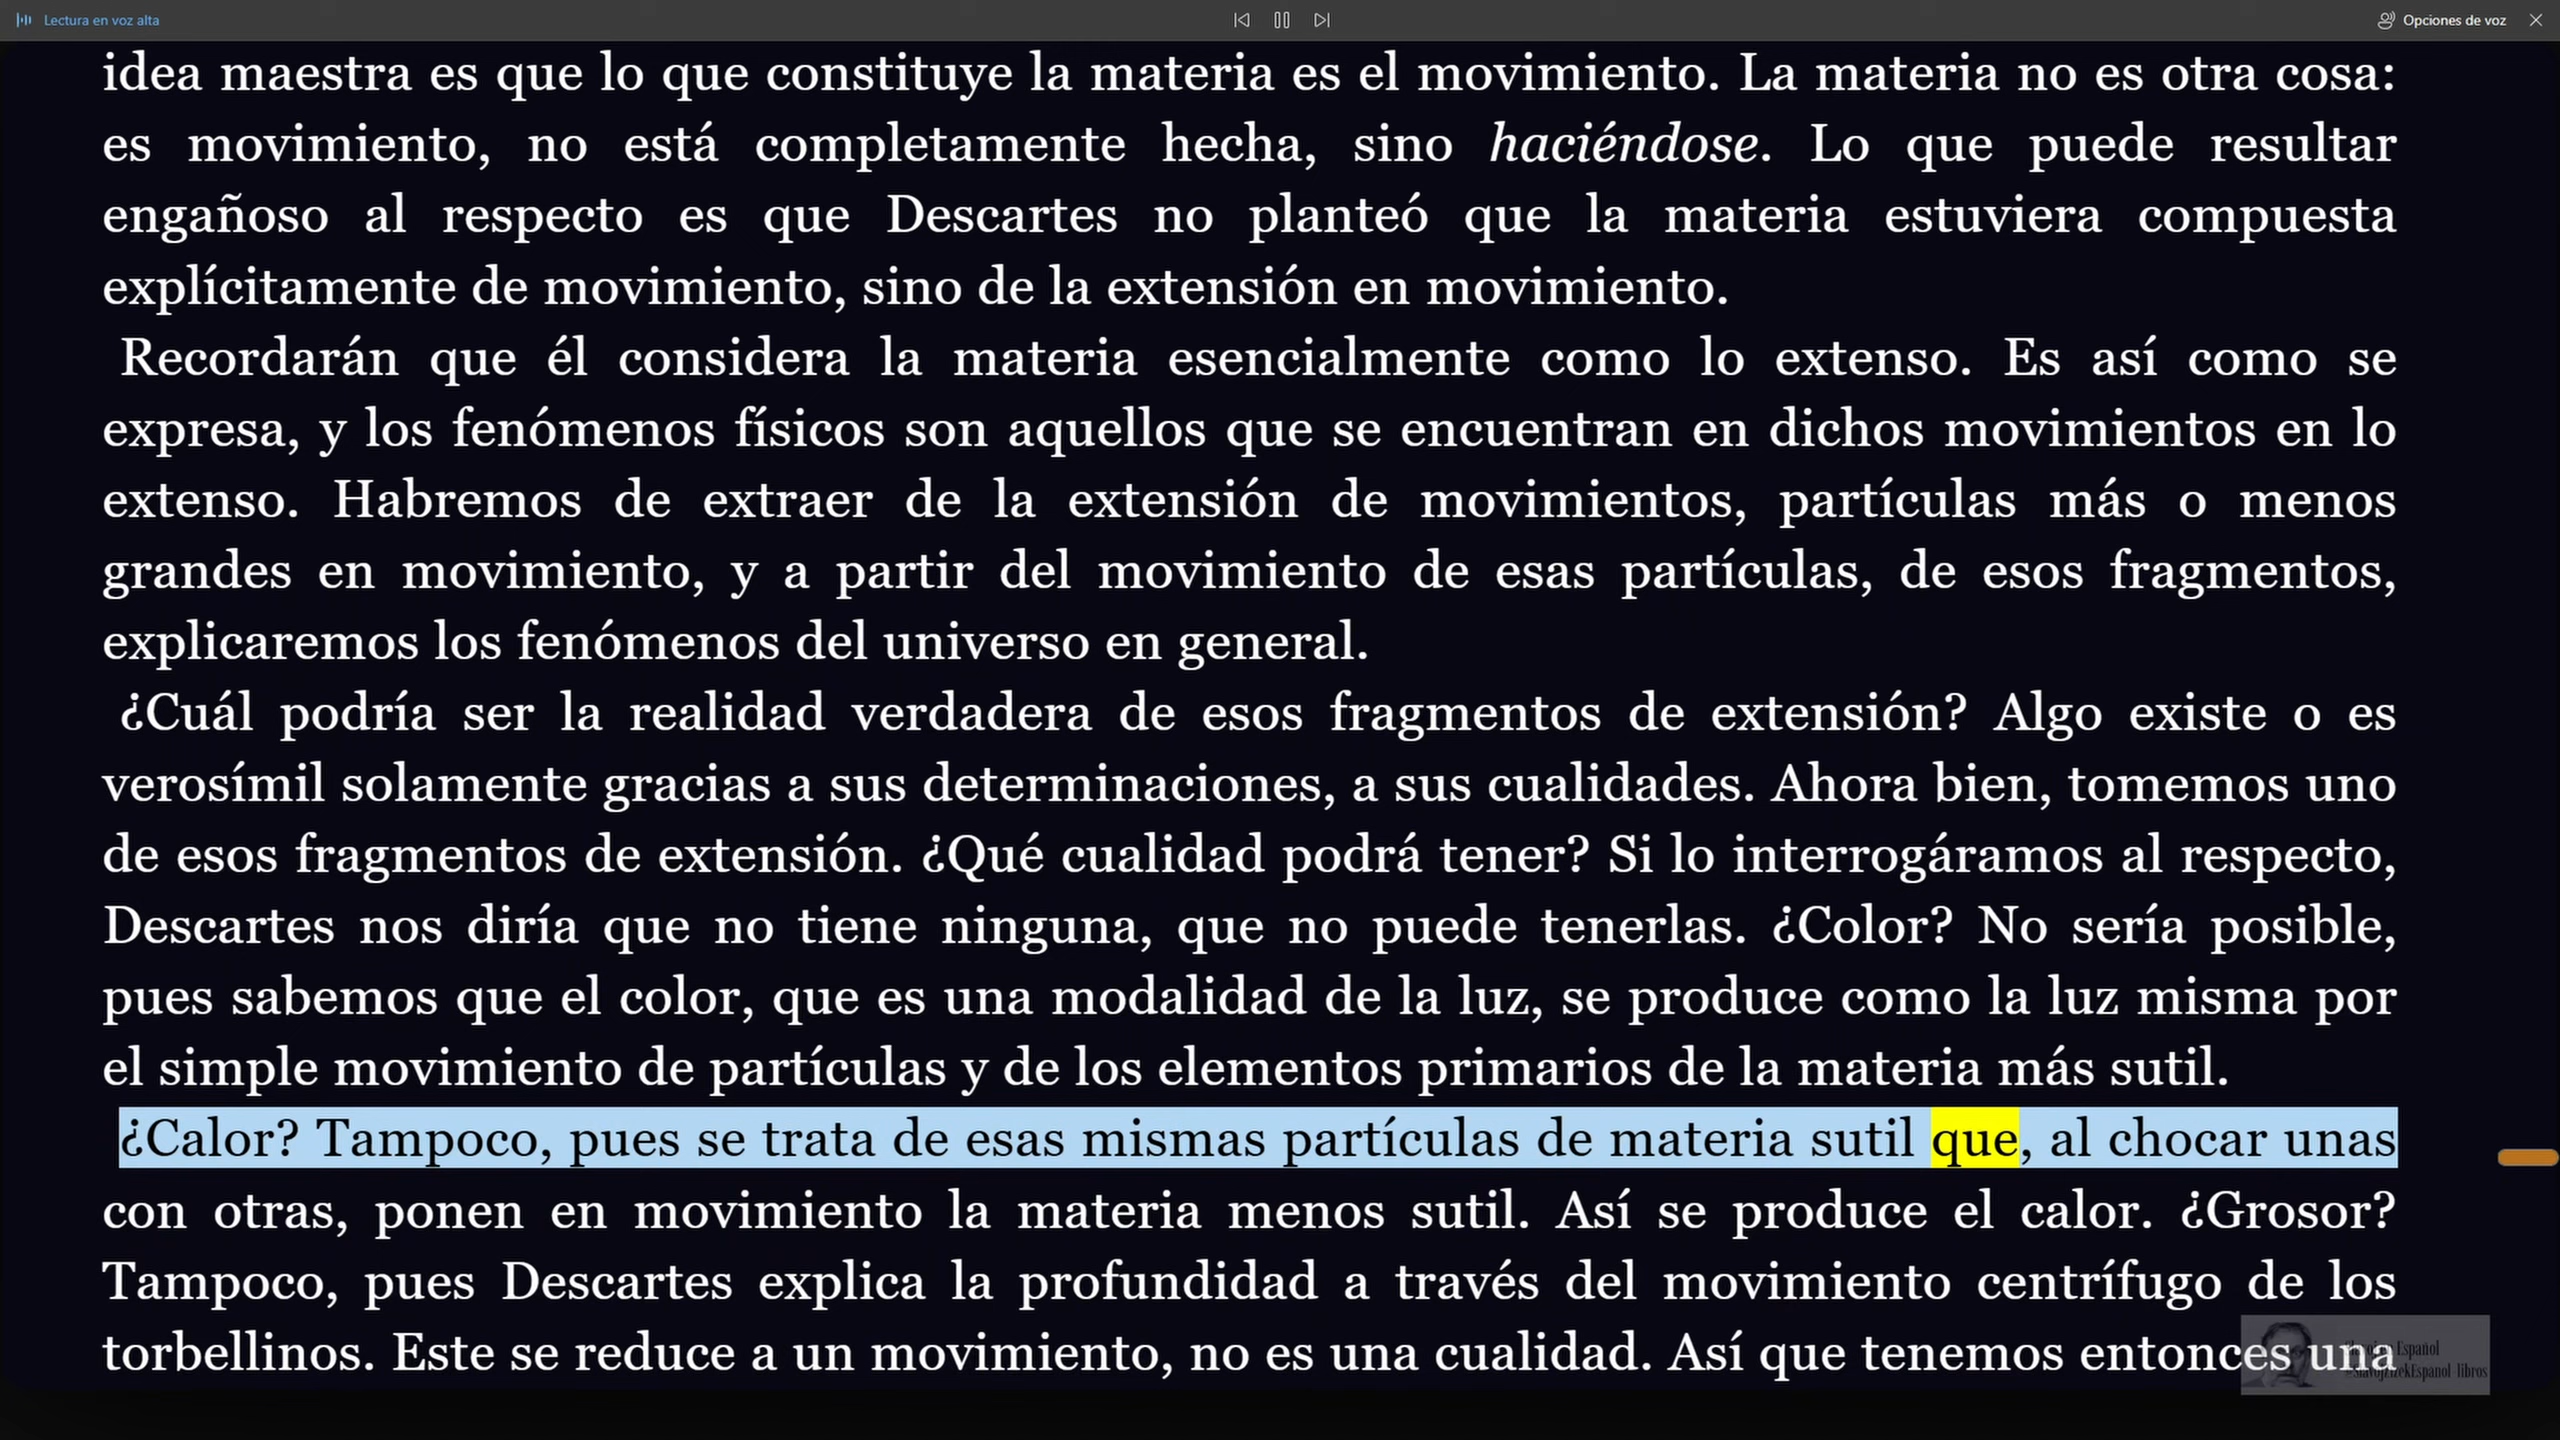 Lectura en voz alta
Opciones de voz
idea maestra es que lo que constituye la materia es el movimiento. La materia no es otra cosa:
es movimiento, no está completamente hecha, sino haciéndose. Lo que puede resultar
engañoso al respecto es que Descartes no planteó que la materia estuviera compuesta
explícitamente de movimiento, sino de la extensión en movimiento.
Recordarán que él considera la materia esencialmente como lo extenso. Es así como se
expresa, y los fenómenos físicos son aquellos que se encuentran en dichos movimientos en lo
extenso. Habremos de extraer de la extensión de movimientos, partículas más o menos
grandes en movimiento, y a partir del movimiento de esas partículas, de esos fragmentos,
explicaremos los fenómenos del universo en general.
¿Cuál podría ser la realidad verdadera de esos fragmentos de extensión? Algo existe o es
verosímil solamente gracias a sus determinaciones, a sus cualidades. Ahora bien, tomemos uno
de esos fragmentos de extensión. ¿Qué cualidad podrá tener? Si lo interrogáramos al respecto,
Descartes nos diría que no tiene ninguna, que no puede tenerlas. ¿Color? No sería posible,
pues sabemos que el color, que es una modalidad de la luz, se produce como la luz misma por
el simple movimiento de partículas y de los elementos primarios de la materia más sutil.
¿Calor? Tampoco, pues se trata de esas mismas partículas de materia sutil que, al chocar unas
con otras, ponen en movimiento la materia menos sutil. Así se produce el calor. ¿Grosor?
Tampoco, pues Descartes explica la profundidad a través del movimiento centrífugo de los
torbellinos. Este se reduce a un movimiento, no es una cualidad. Así que tenemos entonces una
Español